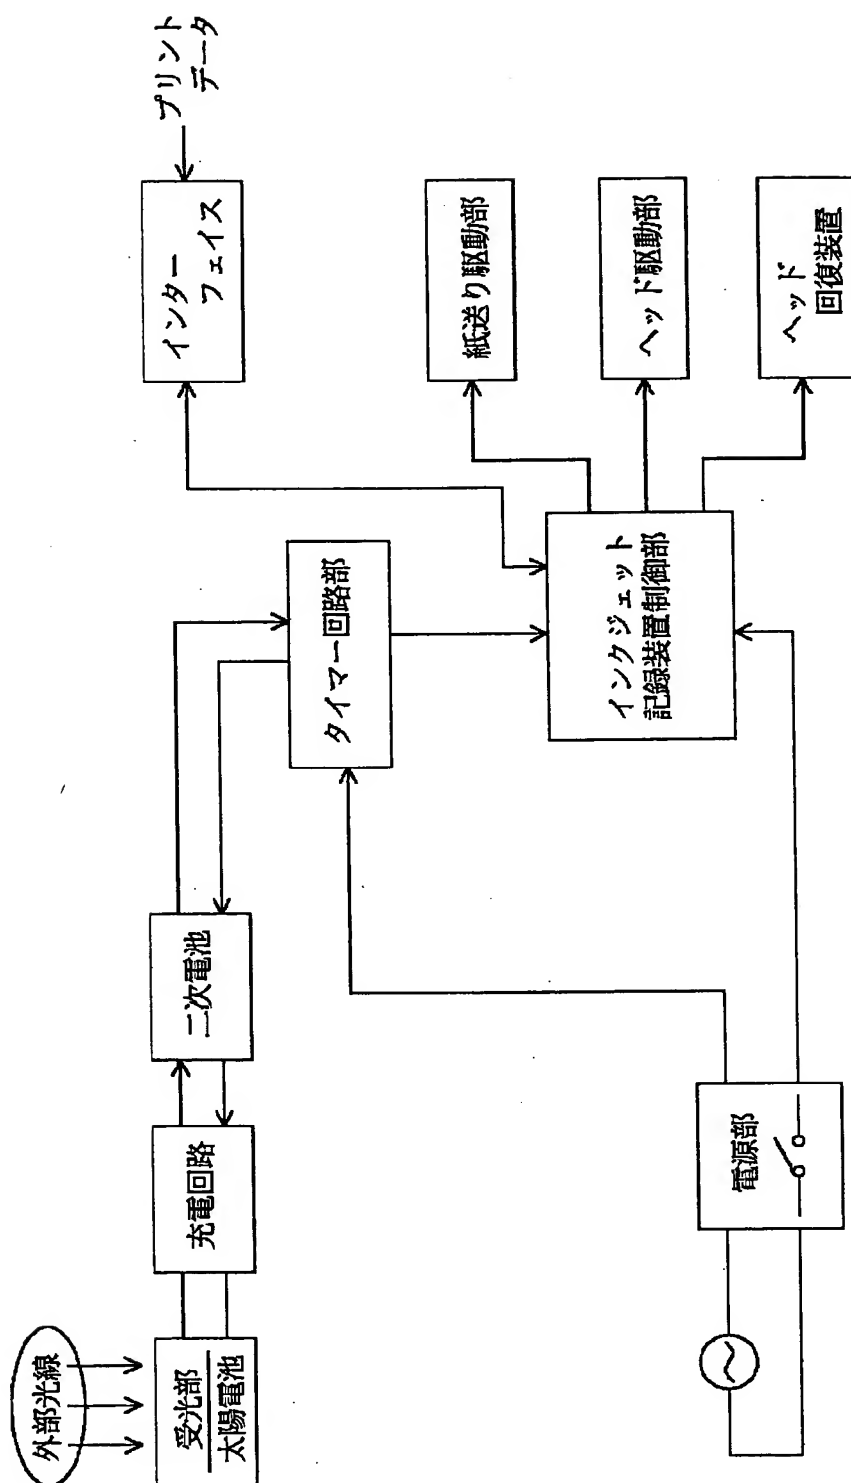 外部光線
受光部
太陽電池
充電回路
二次電池
タイマー回路部
インター
フェイス
プリント
データ
電源部
インクジェット
記録装置制御部
紙送り駆動部
ヘッド駆動部
ヘッド
回復装置